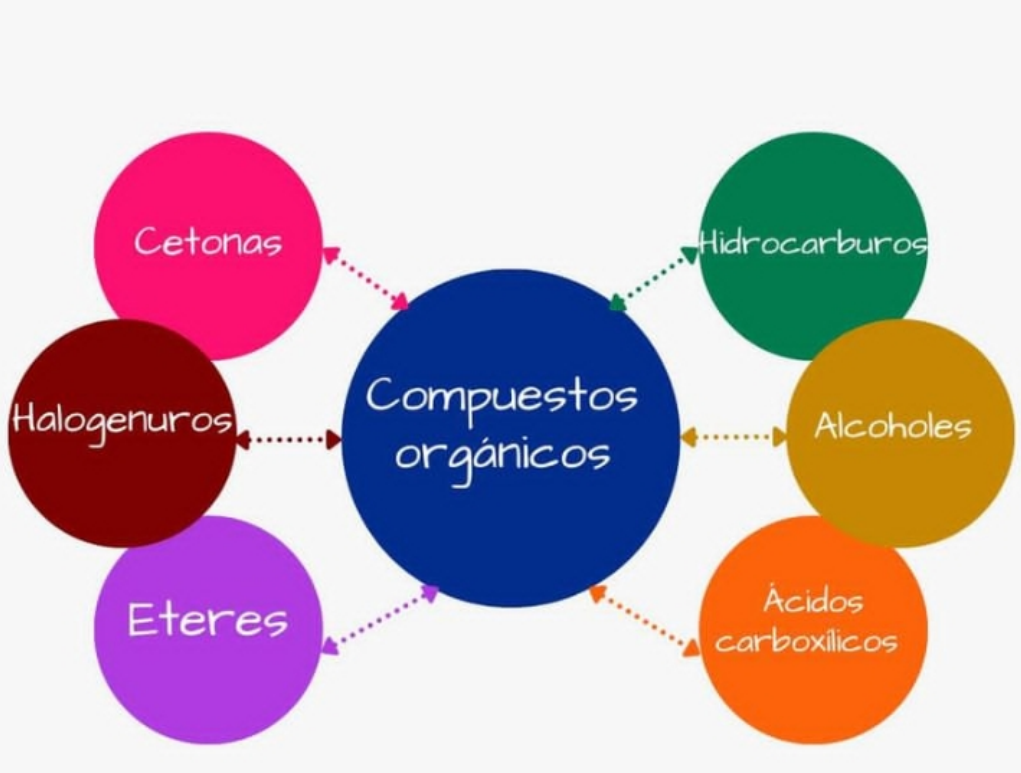 Cetonas
Hidrocarburos
Halogenuros
Compuestos
orgánicos
Alcoholes
Eteres
Ácidos
carboxílicos